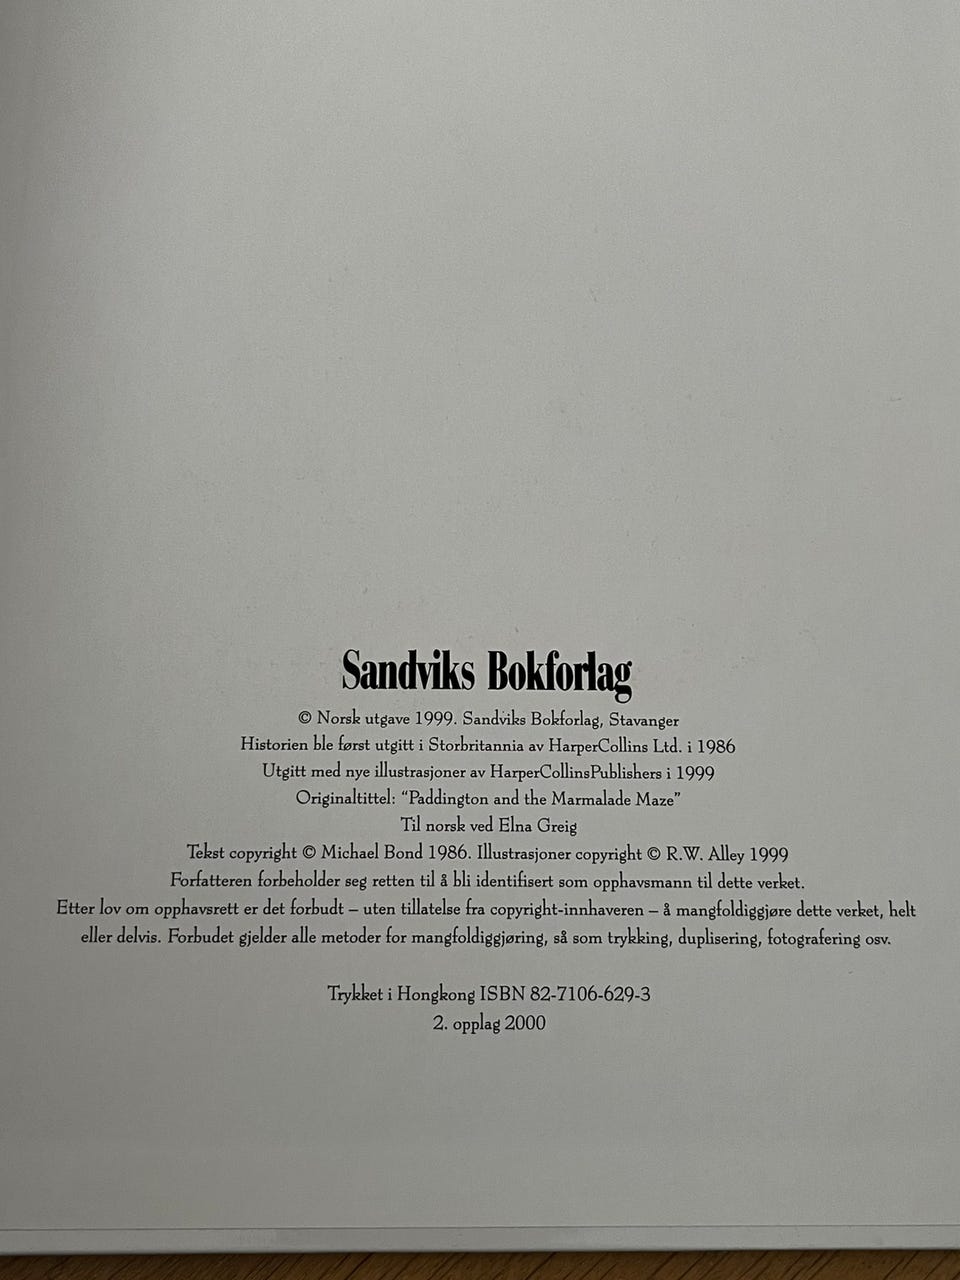 Sandviks Bokforlag
© Norsk utgave 1999. Sandviks Bokforlag, Stavanger
Historien ble først utgitt i Storbritannia av HarperCollins Ltd. i 1986
Utgitt med nye illustrasjoner av HarperCollinsPublishers i 1999
Originaltittel: “Paddington and the Marmalade Maze”
Til norsk ved Elna Greig
Tekst copyright © Michael Bond 1986. Illustrasjoner copyright © R.W. Alley 1999
Forfatteren forbeholder seg retten til å bli identifisert som opphavsmann til dette verket.
Etter lov om opphavsrett er det forbudt – uten tillatelse fra copyright-innhaveren – å mangfoldiggjøre dette verket, helt
eller delvis. Forbudet gjelder alle metoder for mangfoldiggjøring, så som trykking, duplisering, fotografering osv.
Trykket i Hongkong ISBN 82-7106-629-3
2. opplag 2000